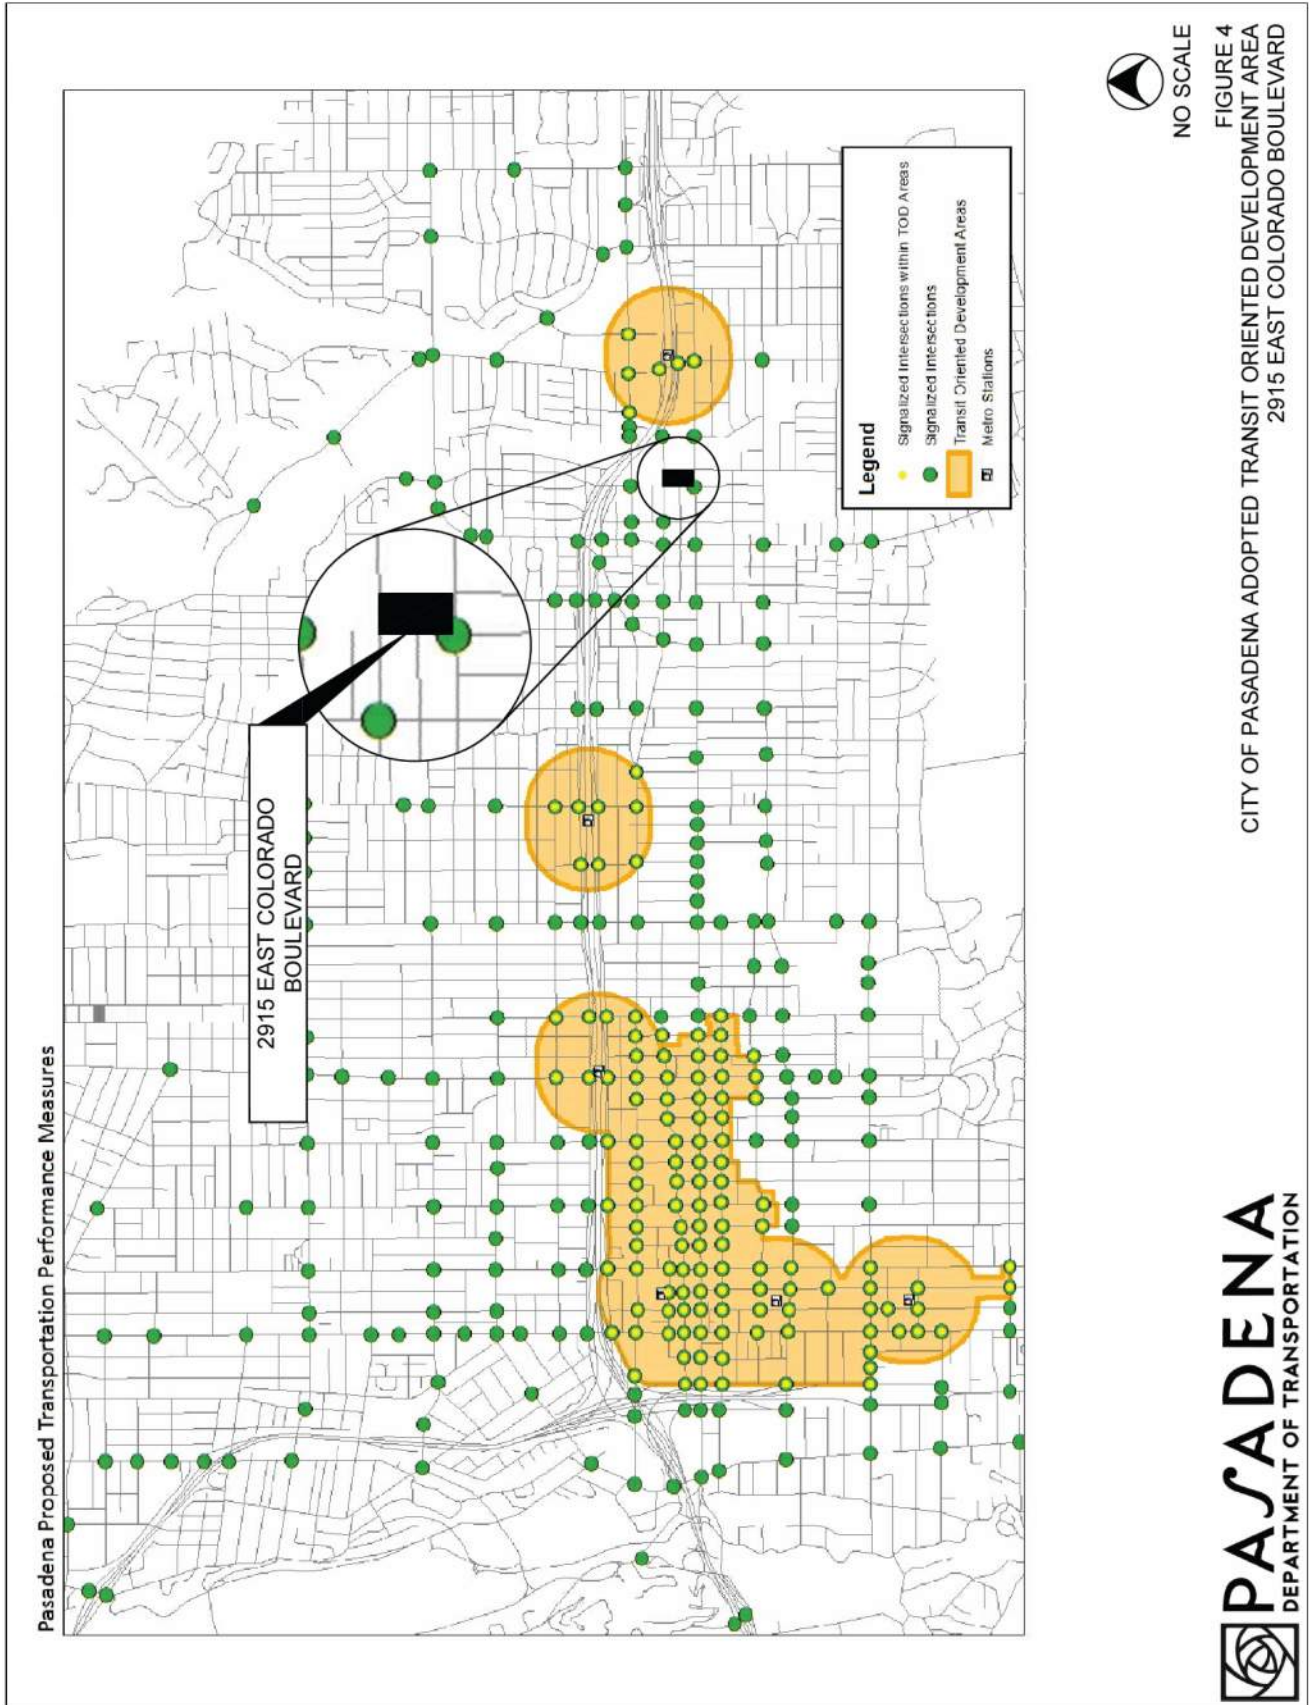 Pasadena Proposed Transportation Performance Measures
2915 EAST COLORADO
BOULEVARD
Legend
Signalized Intersections within TOD Areas
Signalized Intersections
Transit Oriented Development Areas
Metro Stations
NO SCALE
FIGURE 4
CITY OF PASADENA ADOPTED TRANSIT ORIENTED DEVELOPMENT AREA
2915 EAST COLORADO BOULEVARD
PASADENA
DEPARTMENT OF TRANSPORTATION